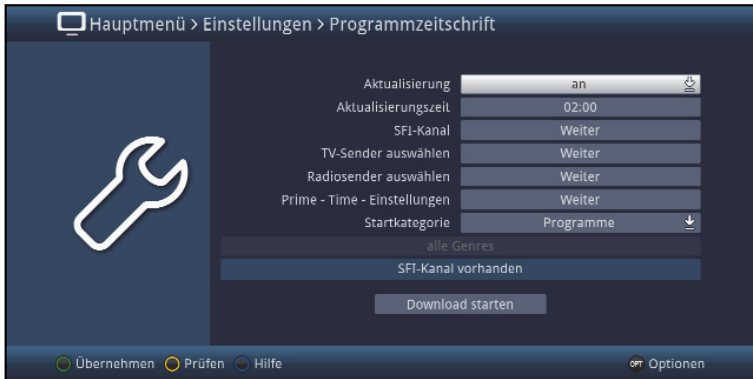 Hauptmenü > Einstellungen > Programmzeitschrift
Aktualisierung an
Aktualisierungszeit 02:00
SFI-Kanal Weiter
TV-Sender auswählen Weiter
Radiosender auswählen Weiter
Prime - Time - Einstellungen Weiter
Startkategorie Programme
alle Genres
SFI-Kanal vorhanden
Download starten
Übernehmen Prüfen Hilfe OPT Optionen